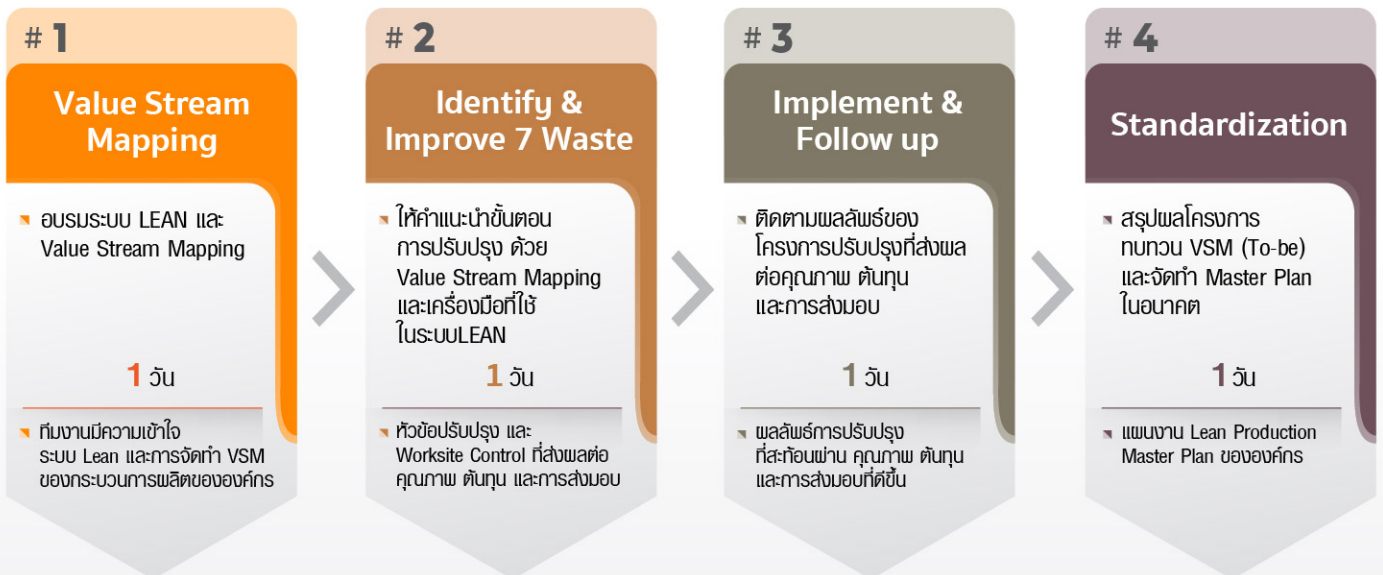 # 1
Value Stream
Mapping
อบรมระบบ LEAN และ
Value Stream Mapping
1 วัน
ทีมงานมีความเข้าใจ
ระบบ Lean และการจัดทำ VSM
ของกระบวนการผลิตขององค์กร
# 2
Identify &
Improve 7 Waste
ให้คำแนะนำขั้นตอน
การปรับปรุง ด้วย
Value Stream Mapping
และเครื่องมือที่ใช้
ในระบบLEAN
1 วัน
หัวข้อปรับปรุง และ
Worksite Control ที่ส่งผลต่อ
คุณภาพ ต้นทุน และการส่งมอบ
# 3
Implement &
Follow up
ติดตามผลลัพธ์ของ
โครงการปรับปรุงที่ส่งผล
ต่อคุณภาพ ต้นทุน
และการส่งมอบ
1 วัน
ผลลัพธ์การปรับปรุง
ที่สะท้อนผ่าน คุณภาพ ต้นทุน
และการส่งมอบที่ดีขึ้น
# 4
Standardization
สรุปผลโครงการ
ทบทวน VSM (To-be)
และจัดทำ Master Plan
ในอนาคต
1 วัน
แผนงาน Lean Production
Master Plan ขององค์กร